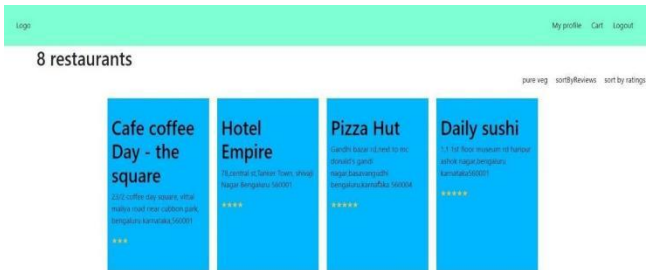 Logo
My profile Cart Logout
8 restaurants
pure veg sortByReviews sort by ratings
Cafe coffee
Day - the
square
23/2 coffee day square, vittal
mallya road near cubbon park,
bengaluru karnataka,560001
Hotel
Empire
78,central st,Tasker Town, shivaji
Nagar Bengaluru 560001
Pizza Hut
Gandhi bazar rd,next to mc
donald's gandi
nagar,basavangudhi
bengaluru,karnataka 560004
Daily sushi
1,1 1st floor museum rd haripur
ashok nagar,bengaluru
karnataka560001